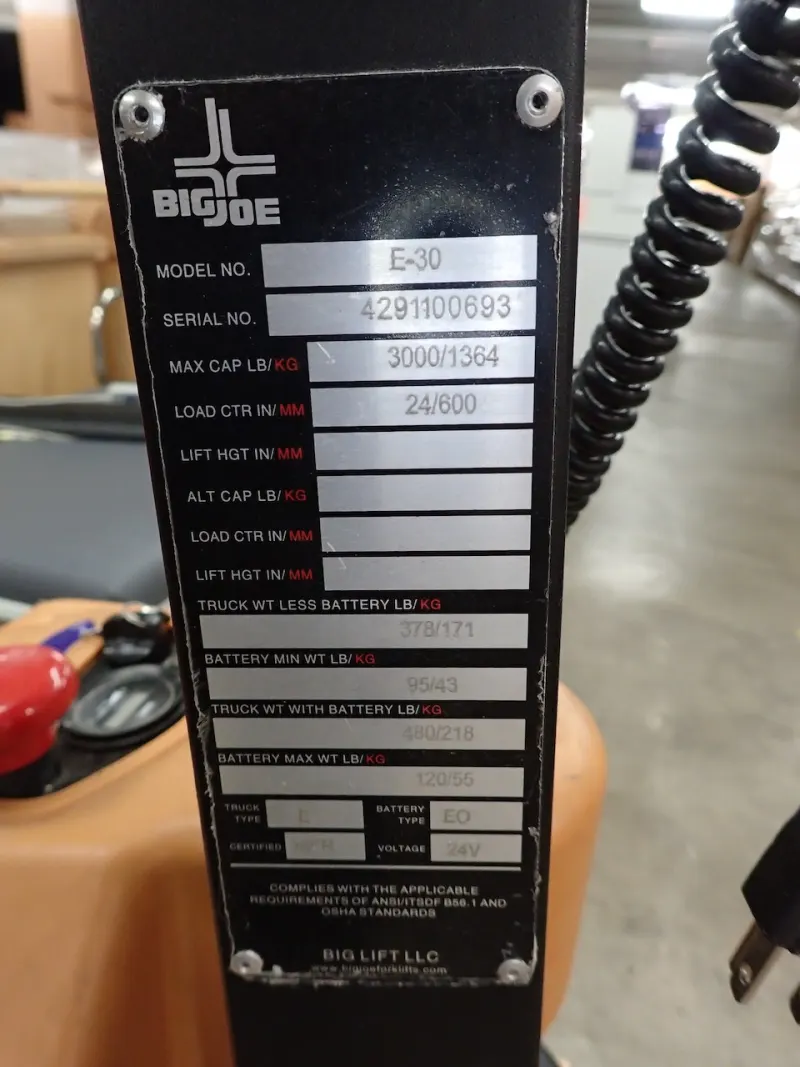 BIG JOE
MODEL NO. E-30
SERIAL NO. 4291100693
MAX CAP LB/KG 3000/1364
LOAD CTR IN/MM 24/600
LIFT HGT IN/MM
ALT CAP LB/KG
LOAD CTR IN/MM
LIFT HGT IN/MM
TRUCK WT LESS BATTERY LB/KG
378/171
BATTERY MIN WT LB/KG
95/43
TRUCK WT WITH BATTERY LB/KG
480/218
BATTERY MAX WT LB/KG
120/55
TRUCK TYPE E BATTERY TYPE EO
CERTIFIED VOLTAGE 24V
COMPLIES WITH THE APPLICABLE
REQUIREMENTS OF ANSI/ITSDF B56.1 AND
OSHA STANDARDS
BIG LIFT LLC
www.bigjoeforklifts.com